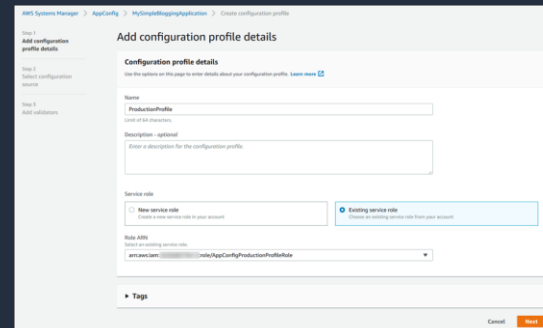 AWS Systems Manager > AppConfig > MySimpleBloggingApplication > Create configuration profile
Step 1
Add configuration
profile details
Step 2
Select configuration
source
Step 3
Add validators
Add configuration profile details
Configuration profile details
Use the options on this page to enter details about your configuration profile. Learn more
Name
ProductionProfile
Limit of 64 characters.
Description - optional
Enter a description for the configuration profile.
Service role
New service role
Create a new service role in your account
Existing service role
Choose an existing service role from your account
Role ARN
Select an existing service role.
arn:aws:iam: role/AppConfigProductionProfileRole
Tags
Cancel
Next